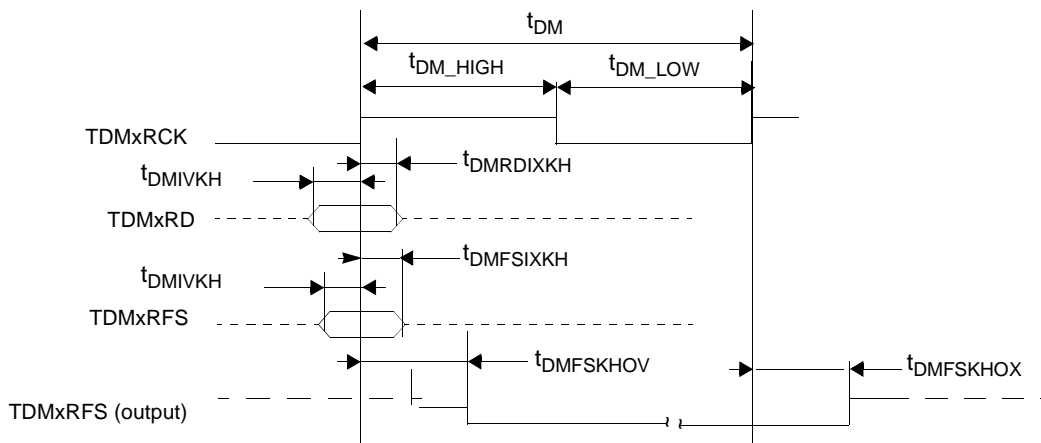 tDM
tDM_HIGH
tDM_LOW
TDMxRCK
tDMRDIXKH
tDMIVKH
TDMxRD
tDMFSIXKH
tDMIVKH
TDMxRFS
tDMFSKHOV
tDMFSKHOX
TDMxRFS (output)